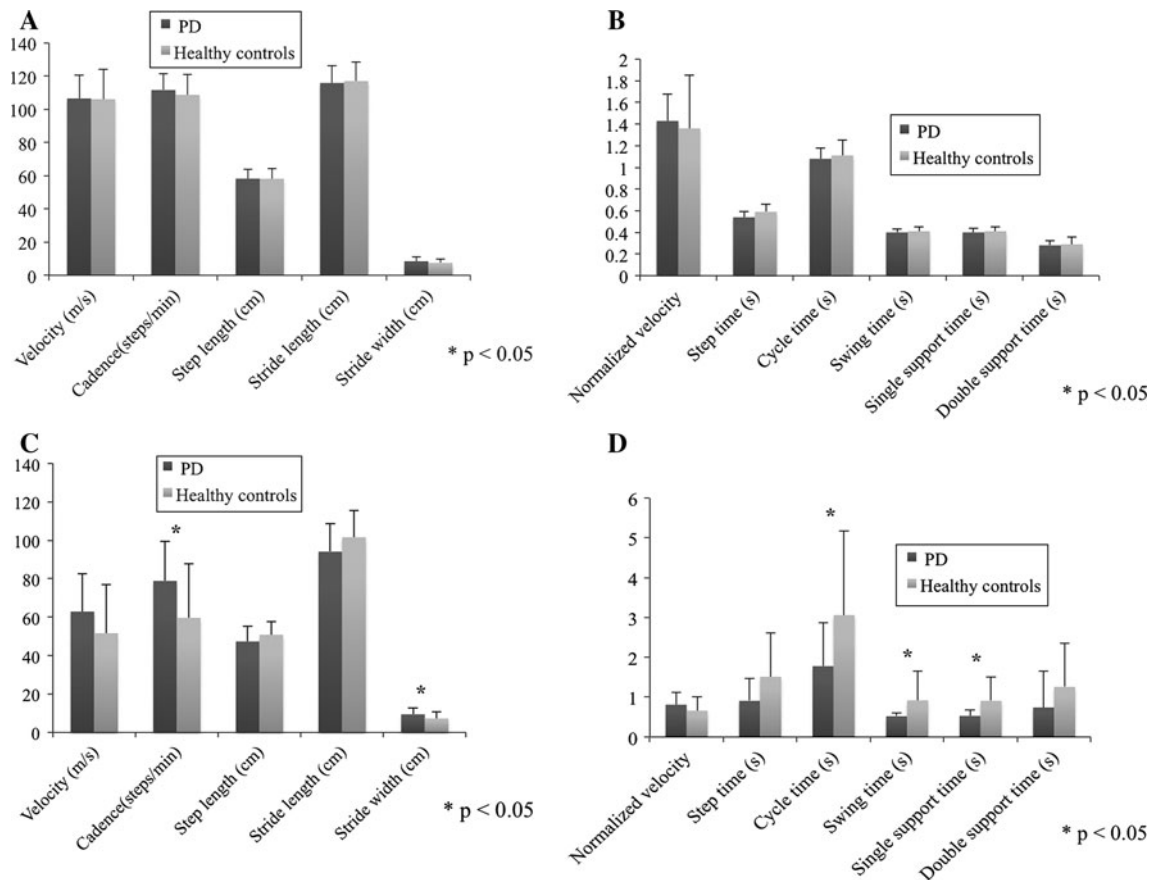 A
PD
Healthy controls
140
120
100
80
60
40
20
0
Velocity (m/s)
Cadence(steps/min)
Step length (cm)
Stride length (cm)
Stride width (cm)
* p < 0.05
B
PD
Healthy controls
2
1.8
1.6
1.4
1.2
1
0.8
0.6
0.4
0.2
0
Normalized velocity
Step time (s)
Cycle time (s)
Swing time (s)
Single support time (s)
Double support time (s)
* p < 0.05
C
PD
Healthy controls
140
120
100
80
60
40
20
0
*
*
Velocity (m/s)
Cadence(steps/min)
Step length (cm)
Stride length (cm)
Stride width (cm)
* p < 0.05
D
PD
Healthy controls
6
5
4
3
2
1
0
*
*
*
Normalized velocity
Step time (s)
Cycle time (s)
Swing time (s)
Single support time (s)
Double support time (s)
* p < 0.05